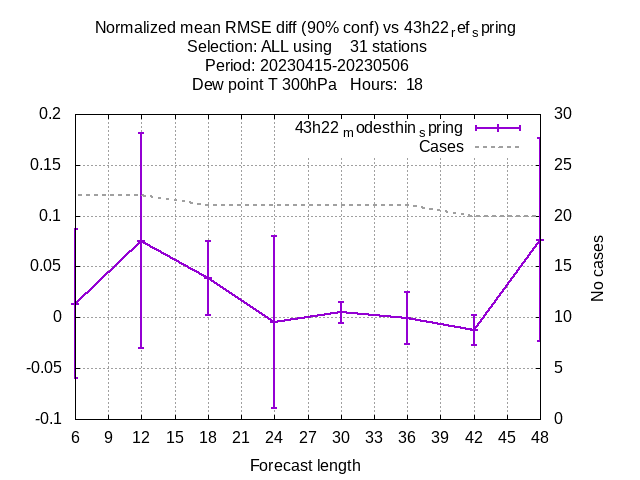 Normalized mean RMSE diff (90% conf) vs 43h22refspring
Selection: ALL using 31 stations
Period: 20230415-20230506
Dew point T 300hPa Hours: 18
0.2
0.15
0.1
0.05
0
-0.05
-0.1
43h22modesthinspring
Cases
30
25
20
15
10
5
0
No cases
6 9 12 15 18 21 24 27 30 33 36 39 42 45 48
Forecast length